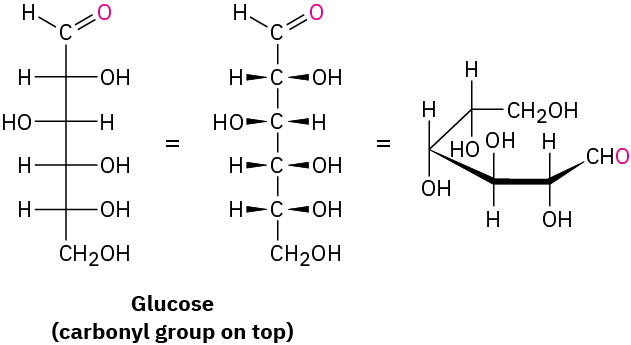 H O
C
H OH
HO H
H OH
H OH
CH₂OH
=
H O
C
H C OH
HO C H
H C OH
H C OH
CH₂OH
=
H
H CH₂OH
HO OH H CHO
OH
H OH
Glucose
(carbonyl group on top)